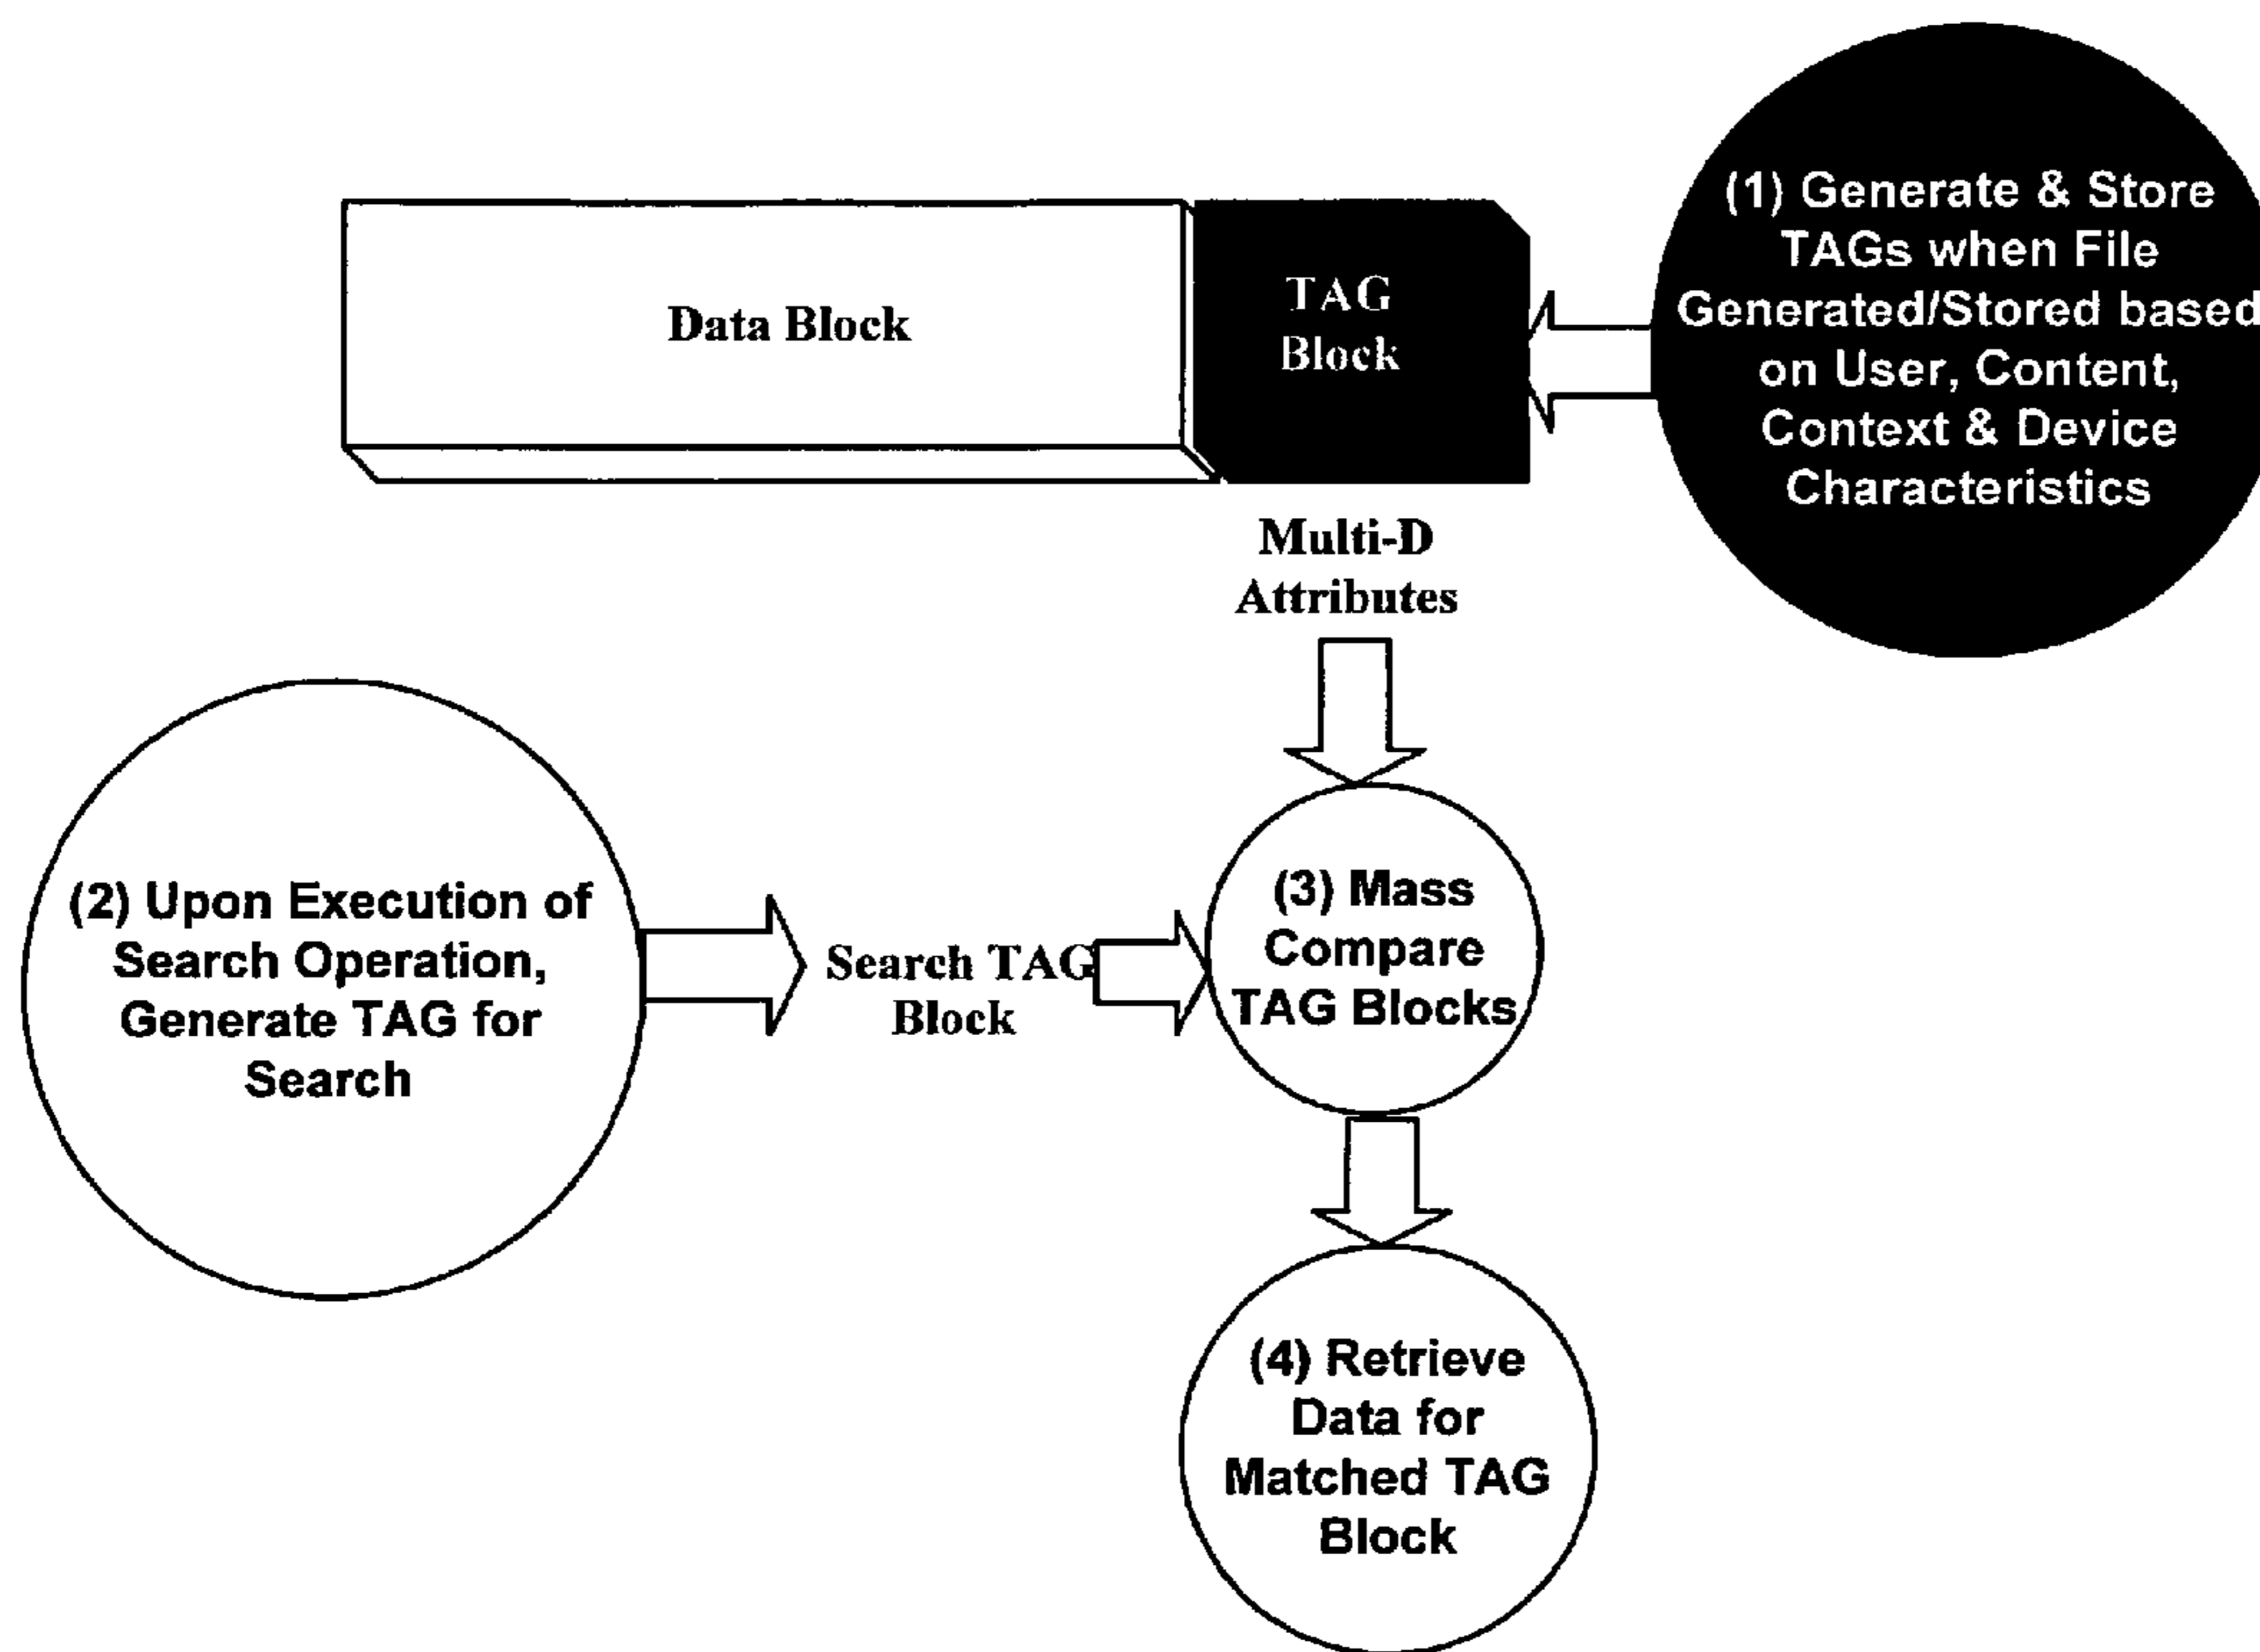 (1) Generate & Store
TAGs when File
Generated/Stored based
on User, Content,
Context & Device
Characteristics
Data Block
TAG
Block
Multi-D
Attributes
(2) Upon Execution of
Search Operation,
Generate TAG for
Search
Search TAG
Block
(3) Mass
Compare
TAG Blocks
(4) Retrieve
Data for
Matched TAG
Block